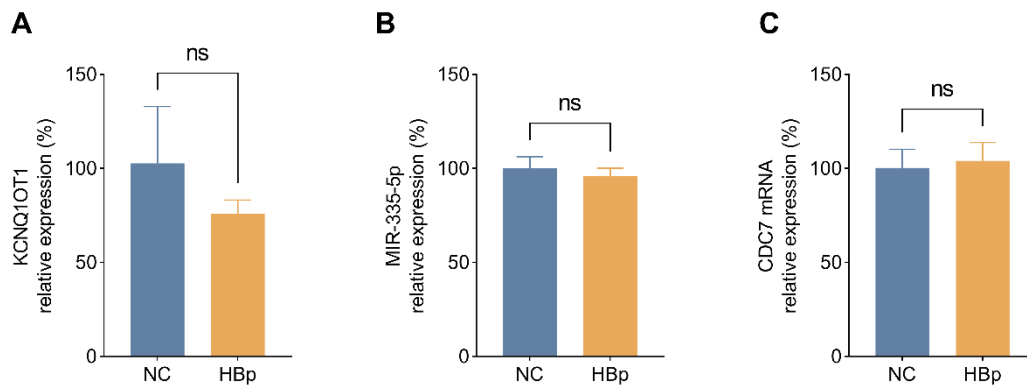 A
ns
150
100
50
0
KCNQ1OT1
relative expression (%)
NC
HBp
B
ns
150
100
50
0
MIR-335-5p
relative expression (%)
NC
HBp
C
ns
150
100
50
0
CDC7 mRNA
relative expression (%)
NC
HBp